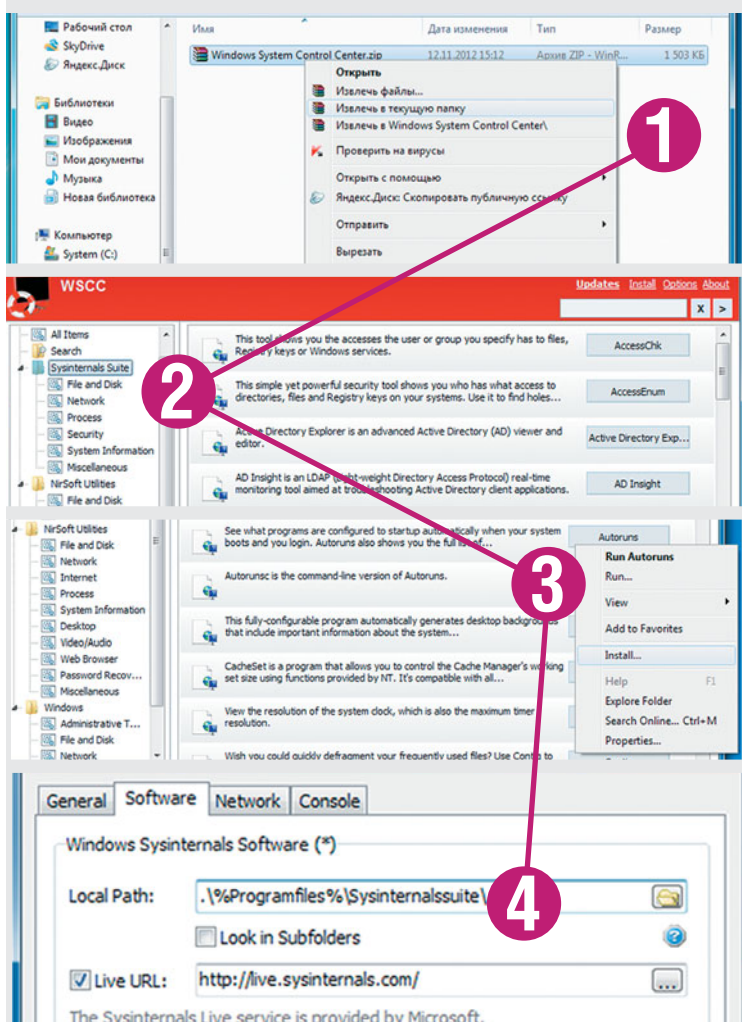 Рабочий стол
SkyDrive
Яндекс.Диск
Библиотеки
Видео
Изображения
Мои документы
Музыка
Новая библиотека
Компьютер
System (C:)
Имя Дата изменения Тип Размер
Windows System Control Center.zip 12.11.2012 15:12 Архив ZIP - WinR... 1 503 КБ
Открыть
Извлечь файлы...
Извлечь в текущую папку
Извлечь в Windows System Control Center\
Проверить на вирусы
Открыть с помощью
Яндекс.Диск: Скопировать публичную ссылку
Отправить
Вырезать
1
WSCC
Updates Install Options About
X >
All Items
Search
Sysinternals Suite
File and Disk
Network
Process
Security
System Information
Miscellaneous
NirSoft Utilities
File and Disk
2
This tool shows you the accesses the user or group you specify has to files,
Registry keys or Windows services.
AccessChk
This simple yet powerful security tool shows you who has what access to
directories, files and Registry keys on your systems. Use it to find holes...
AccessEnum
Active Directory Explorer is an advanced Active Directory (AD) viewer and
editor.
Active Directory Exp...
AD Insight is an LDAP (Light-weight Directory Access Protocol) real-time
monitoring tool aimed at troubleshooting Active Directory client applications.
AD Insight
NirSoft Utilities
File and Disk
Network
Internet
Process
System Information
Desktop
Video/Audio
Web Browser
Password Recov...
Miscellaneous
Windows
Administrative T...
File and Disk
Network
See what programs are configured to startup automatically when your system
boots and you login. Autoruns also shows you the full list of...
Autoruns
Autorunsc is the command-line version of Autoruns.
This fully-configurable program automatically generates desktop backgrounds
that include important information about the system...
CacheSet is a program that allows you to control the Cache Manager's working
set size using functions provided by NT. It's compatible with all...
View the resolution of the system clock, which is also the maximum timer
resolution.
Wish you could quickly defragment your frequently used files? Use Contig to
3
Run Autoruns
Run...
View
Add to Favorites
Install...
Help F1
Explore Folder
Search Online... Ctrl+M
Properties...
General Software Network Console
Windows Sysinternals Software (*)
Local Path: .\%Programfiles%\Sysinternalssuite\
4
Look in Subfolders
Live URL: http://live.sysinternals.com/
...
The Sysinternals Live service is provided by Microsoft.